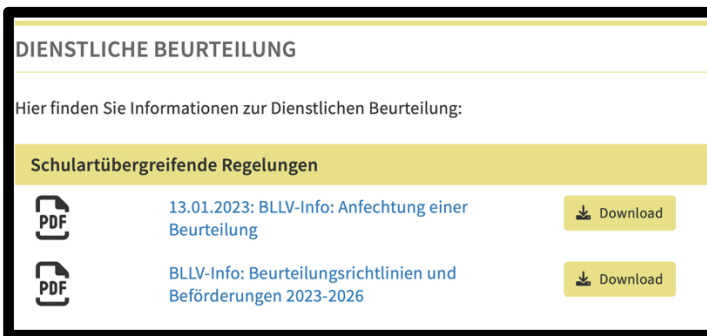 DIENSTLICHE BEURTEILUNG
Hier finden Sie Informationen zur Dienstlichen Beurteilung:
Schulartübergreifende Regelungen
PDF
13.01.2023: BLLV-Info: Anfechtung einer
Beurteilung
Download
PDF
BLLV-Info: Beurteilungsrichtlinien und
Beförderungen 2023-2026
Download